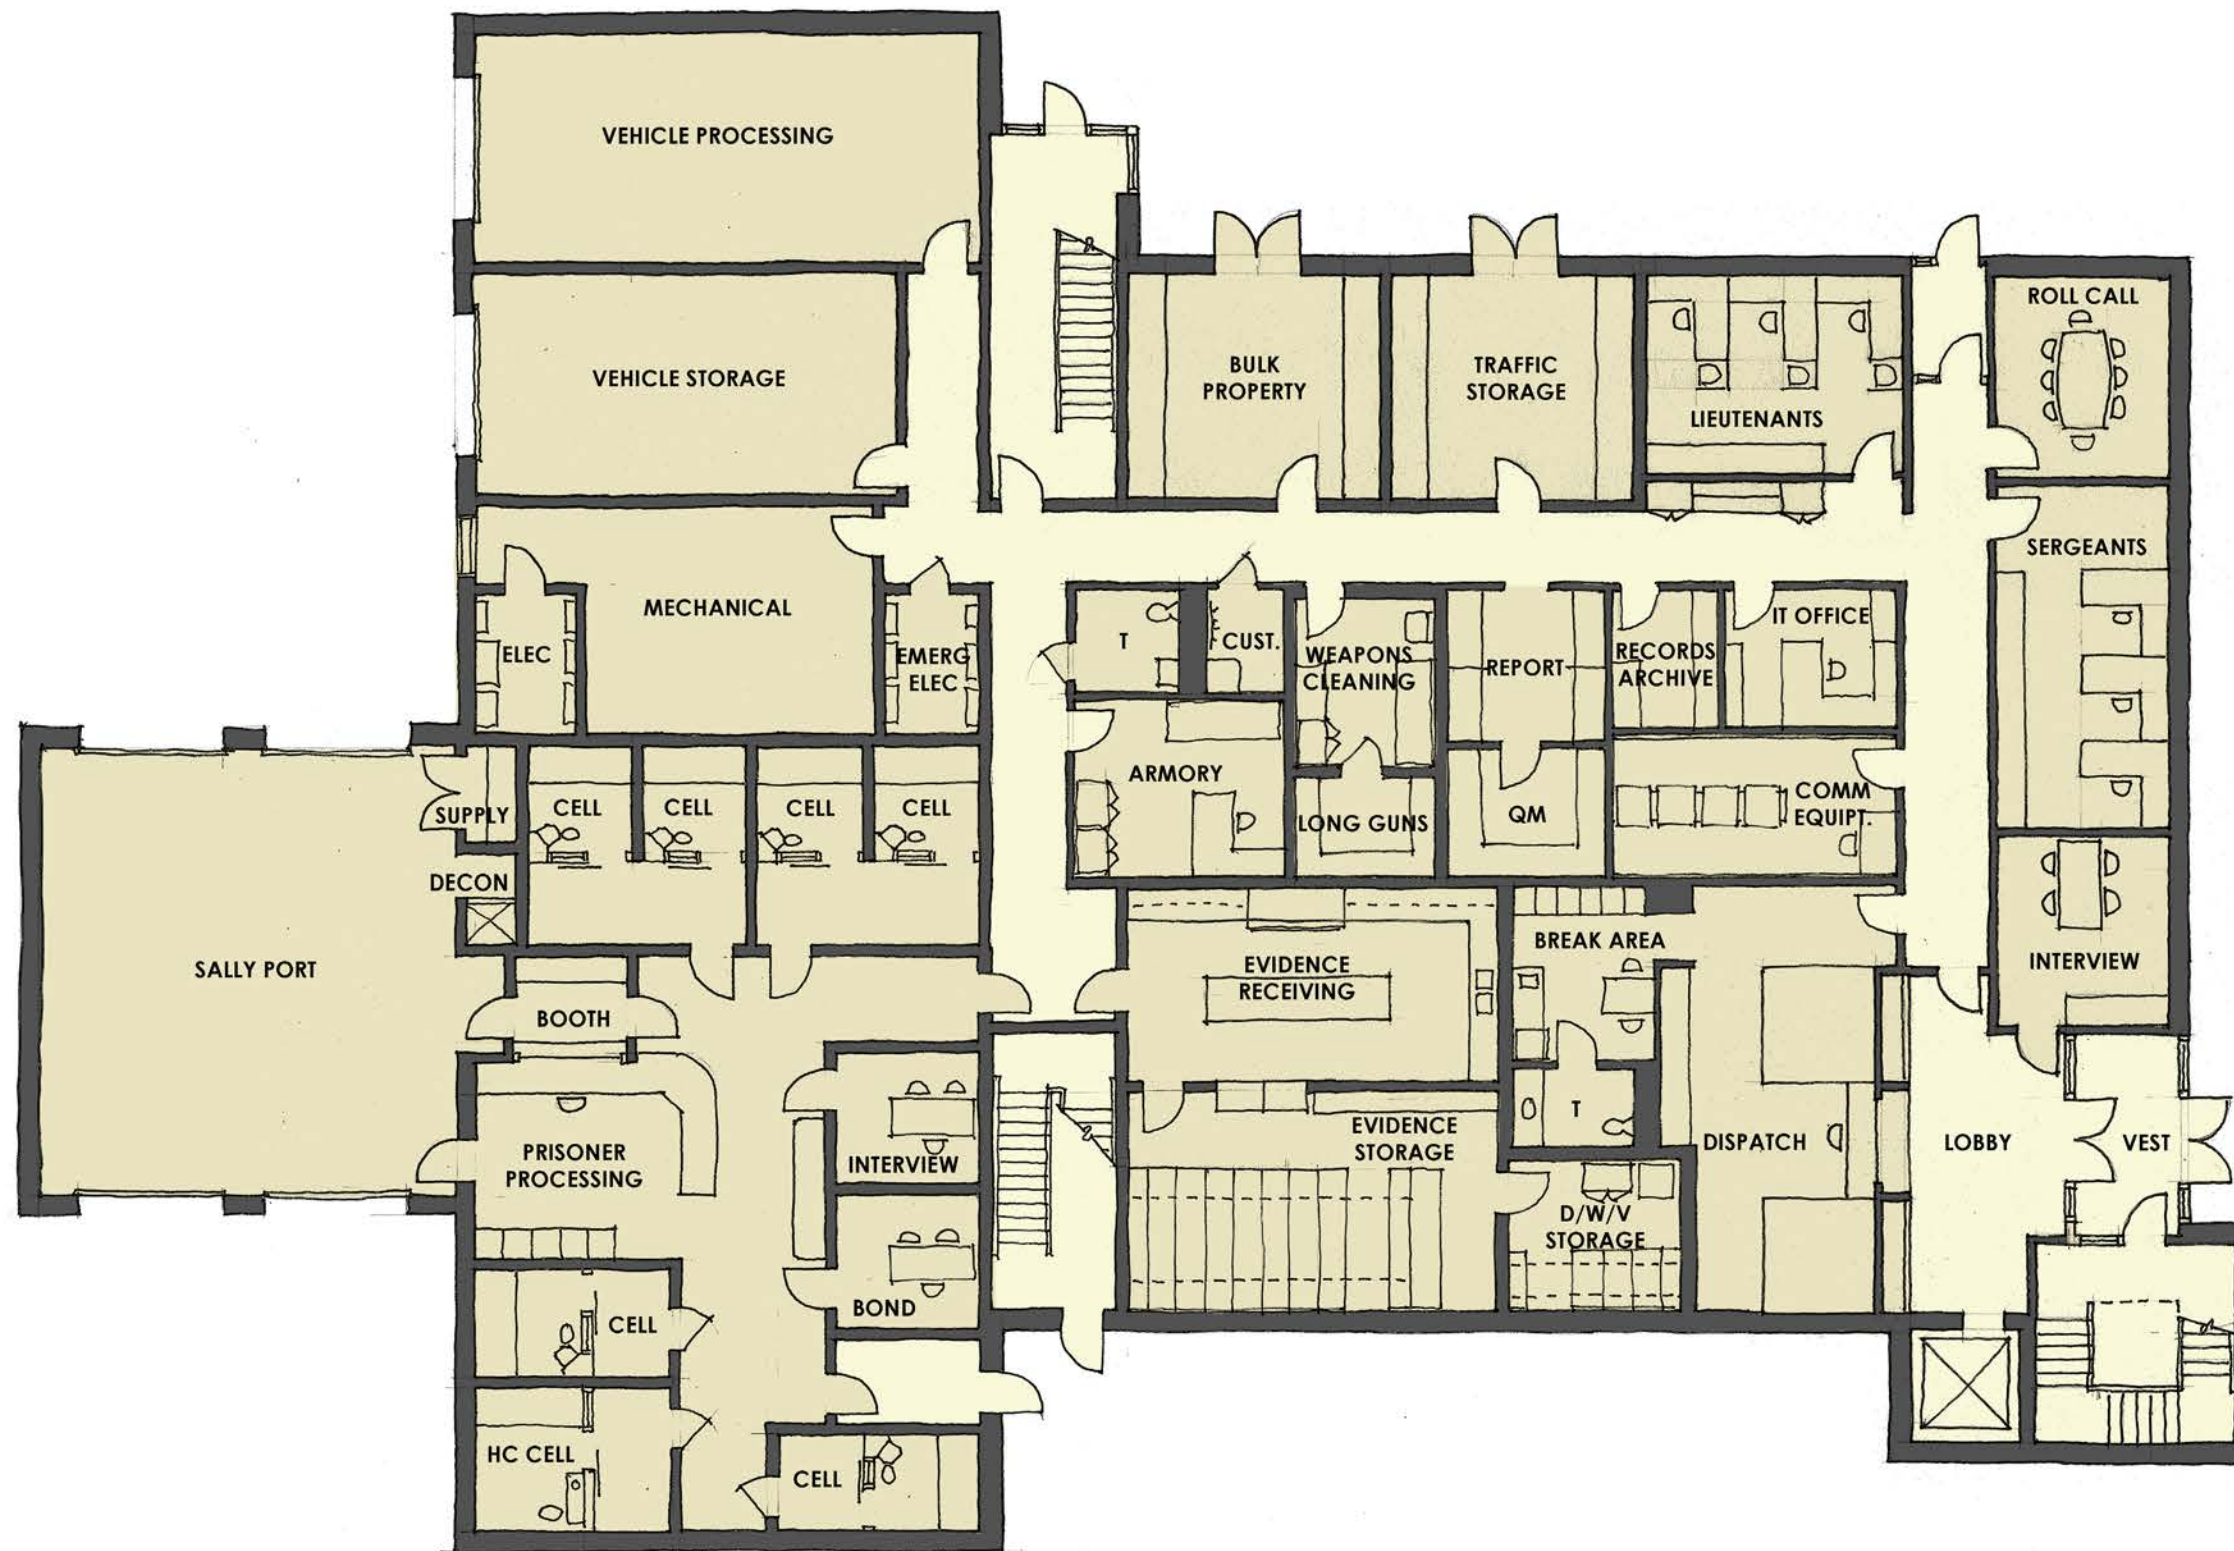 VEHICLE PROCESSING
VEHICLE STORAGE
BULK
PROPERTY
TRAFFIC
STORAGE
LIEUTENANTS
ROLL CALL
SERGEANTS
MECHANICAL
ELEC
EMERG
ELEC
T
CUST.
WEAPONS
CLEANING
REPORT
RECORDS
ARCHIVE
IT OFFICE
ARMORY
LONG GUNS
QM
COMM
EQUIPT.
SUPPLY
CELL
CELL
CELL
CELL
DECON
SALLY PORT
BOOTH
EVIDENCE
RECEIVING
BREAK AREA
INTERVIEW
PRISONER
PROCESSING
INTERVIEW
EVIDENCE
STORAGE
T
DISPATCH
LOBBY
VEST
D/W/V
STORAGE
BOND
CELL
HC CELL
CELL